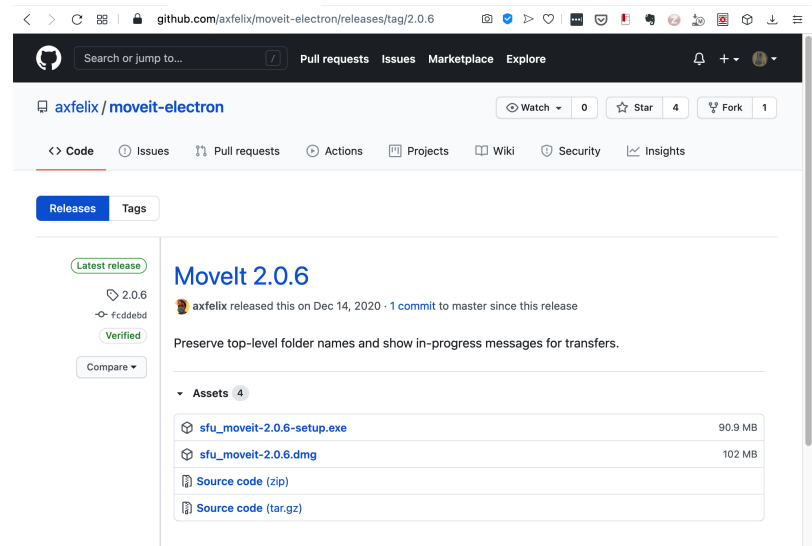 github.com/axfelix/moveit-electron/releases/tag/2.0.6
Search or jump to... / Pull requests Issues Marketplace Explore
axfelix / moveit-electron Watch 0 Star 4 Fork 1
<> Code Issues Pull requests Actions Projects Wiki Security Insights
Releases Tags
Latest release
MoveIt 2.0.6
2.0.6
axfelix released this on Dec 14, 2020 · 1 commit to master since this release
fcddebd
Verified
Preserve top-level folder names and show in-progress messages for transfers.
Compare
Assets 4
sfu_moveit-2.0.6-setup.exe 90.9 MB
sfu_moveit-2.0.6.dmg 102 MB
Source code (zip)
Source code (tar.gz)